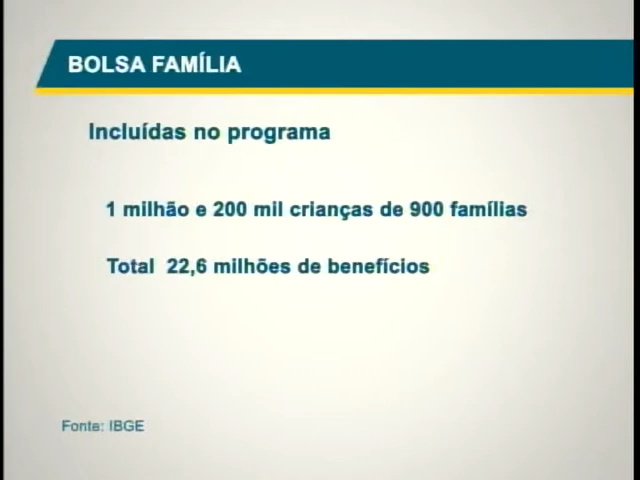 BOLSA FAMÍLIA
Incluídas no programa
1 milhão e 200 mil crianças de 900 famílias
Total 22,6 milhões de benefícios
Fonte: IBGE